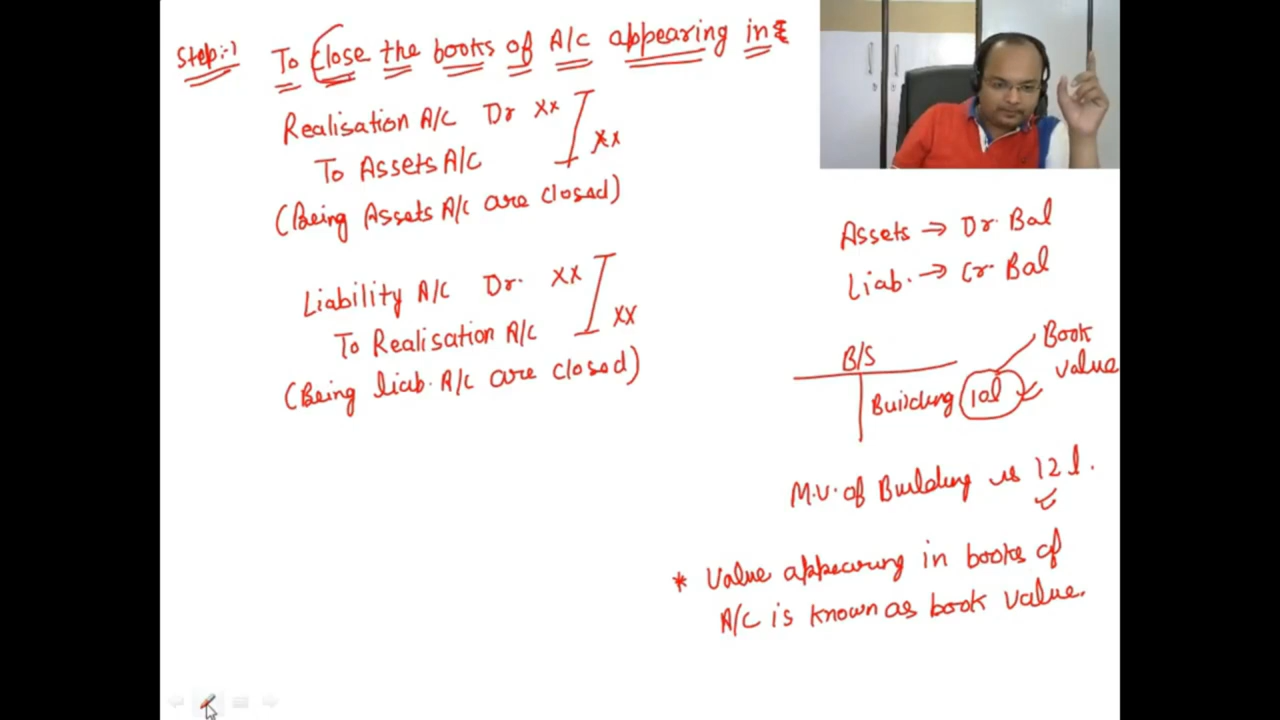 Step:-1 To Close the books of A/c appearing in
Realisation A/c Dr xx
To Assets A/c xx
(Being Assets A/c are closed)
Liability A/c Dr. xx
To Realisation A/c xx
(Being liab. A/c are closed)
Assets → Dr. Bal
Liab. → Cr. Bal
B/S
Book
value
Building 10l
M.V. of Building is 12 l.
* Value appearing in books of
A/c is known as book value.